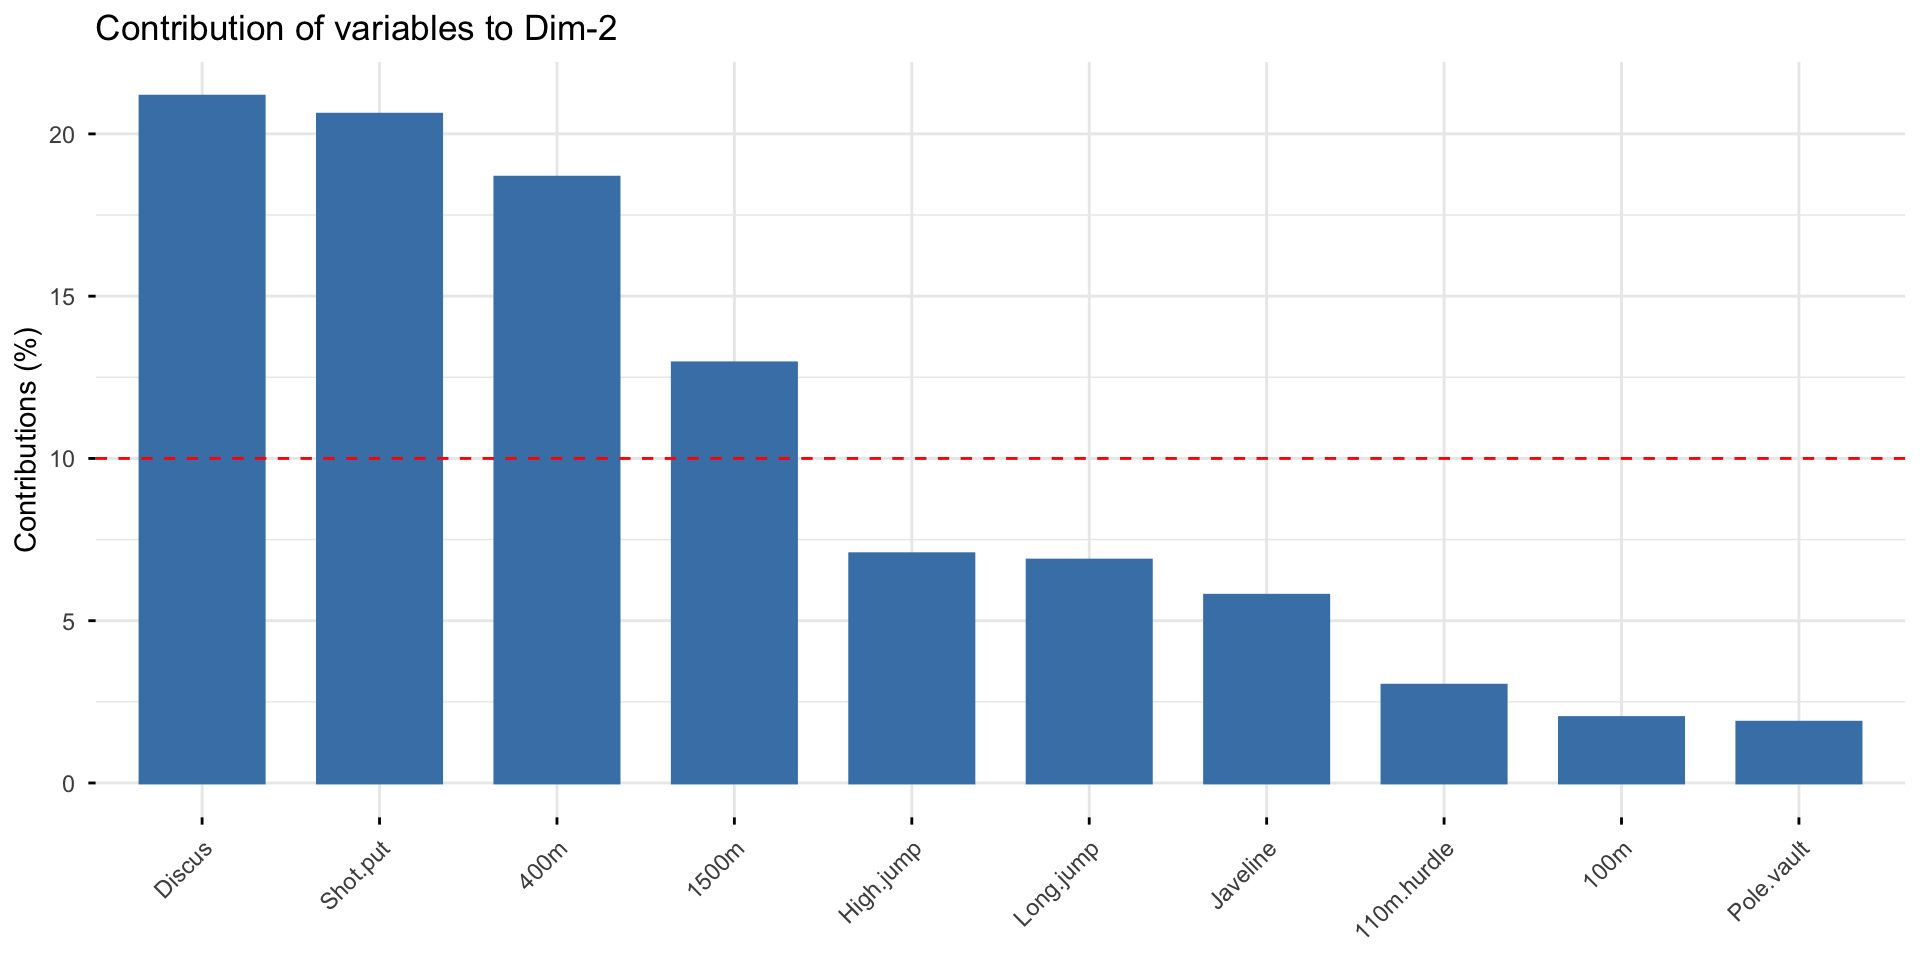 Contribution of variables to Dim-2
Contributions (%)
20
15
10
5
0
Discus
Shot.put
400m
1500m
High.jump
Long.jump
Javeline
110m.hurdle
100m
Pole.vault